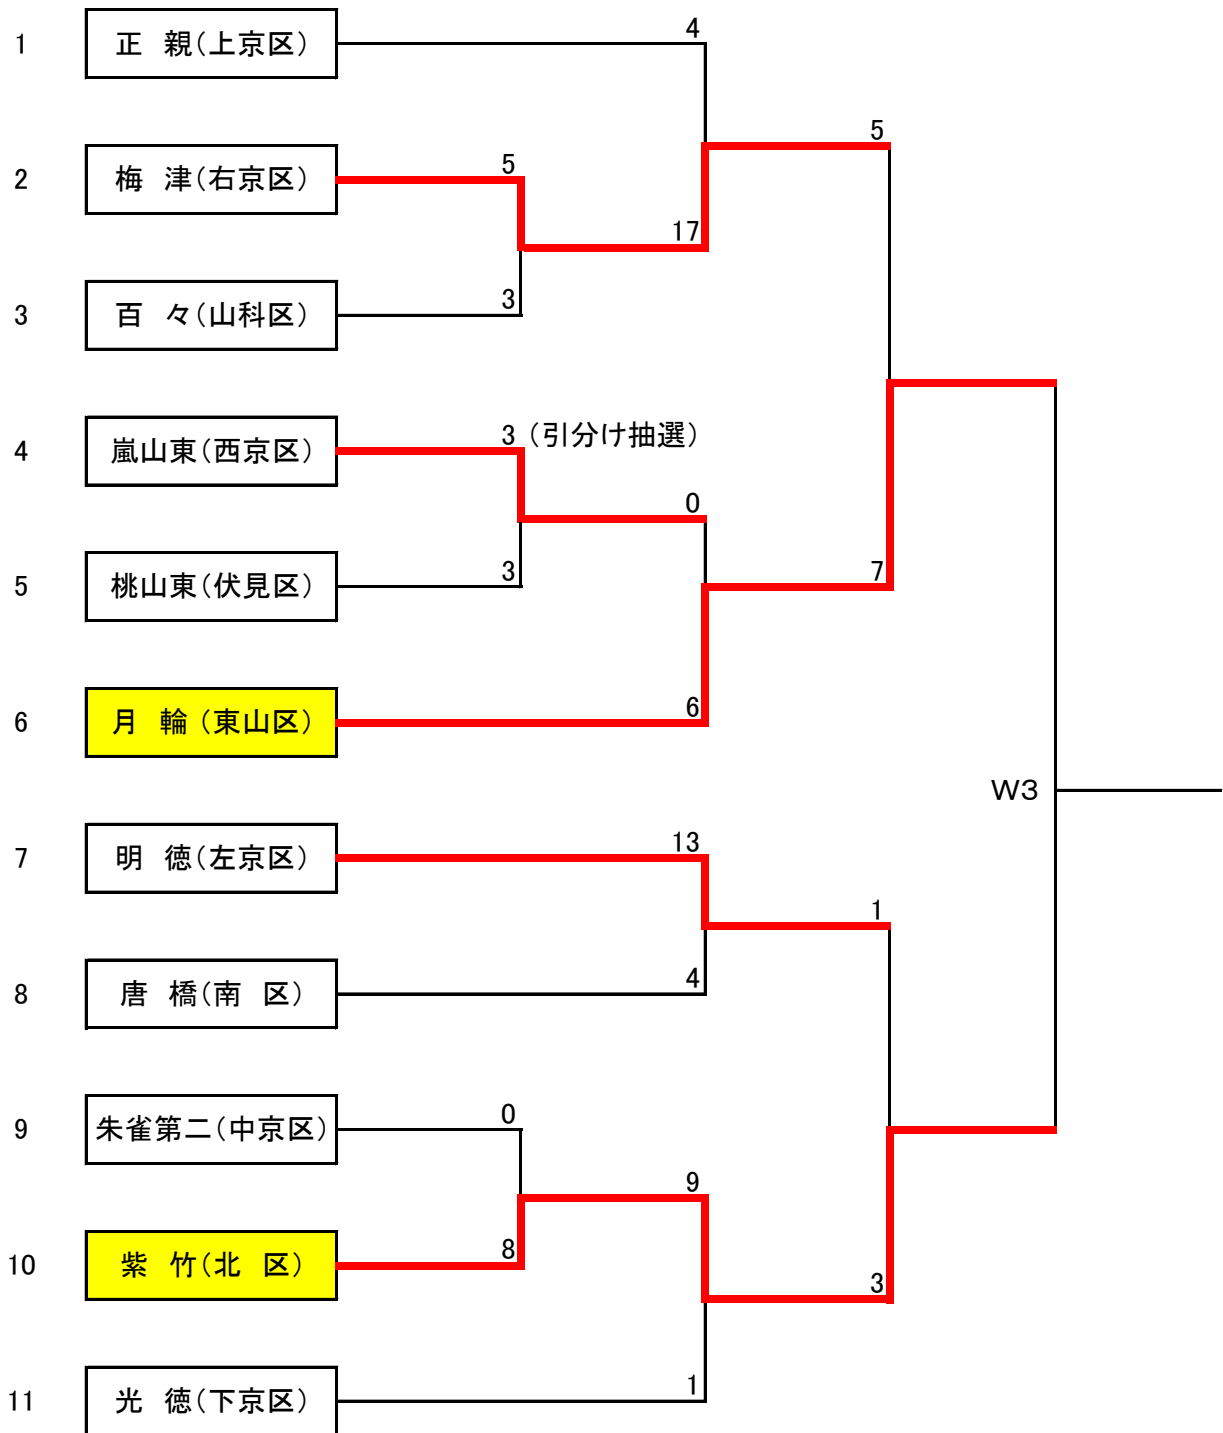 4
1 正 親(上京区)
5
5
2 梅 津(右京区)
17
3
3 百 々(山科区)
3 (引分け抽選)
4 嵐山東(西京区)
0
3
7
5 桃山東(伏見区)
6
6 月 輪 (東山区)
W3
13
7 明 徳(左京区)
1
4
8 唐 橋(南 区)
0
9 朱雀第二(中京区)
9
8
10 紫 竹(北 区)
3
1
11 光 徳(下京区)